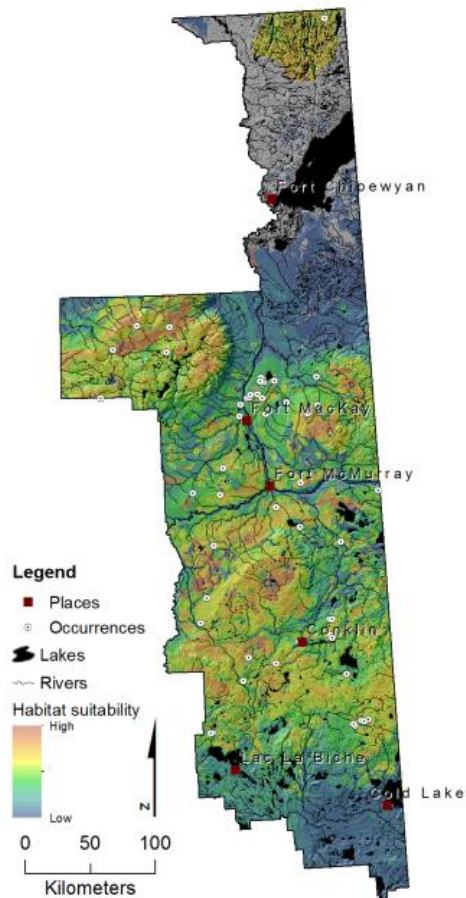 Fort Chipewyan
Fort MacKay
Fort McMurray
Conklin
Lac La Biche
Cold Lake
Legend
Places
Occurrences
Lakes
Rivers
Habitat suitability
High
Low
N
0 50 100
Kilometers